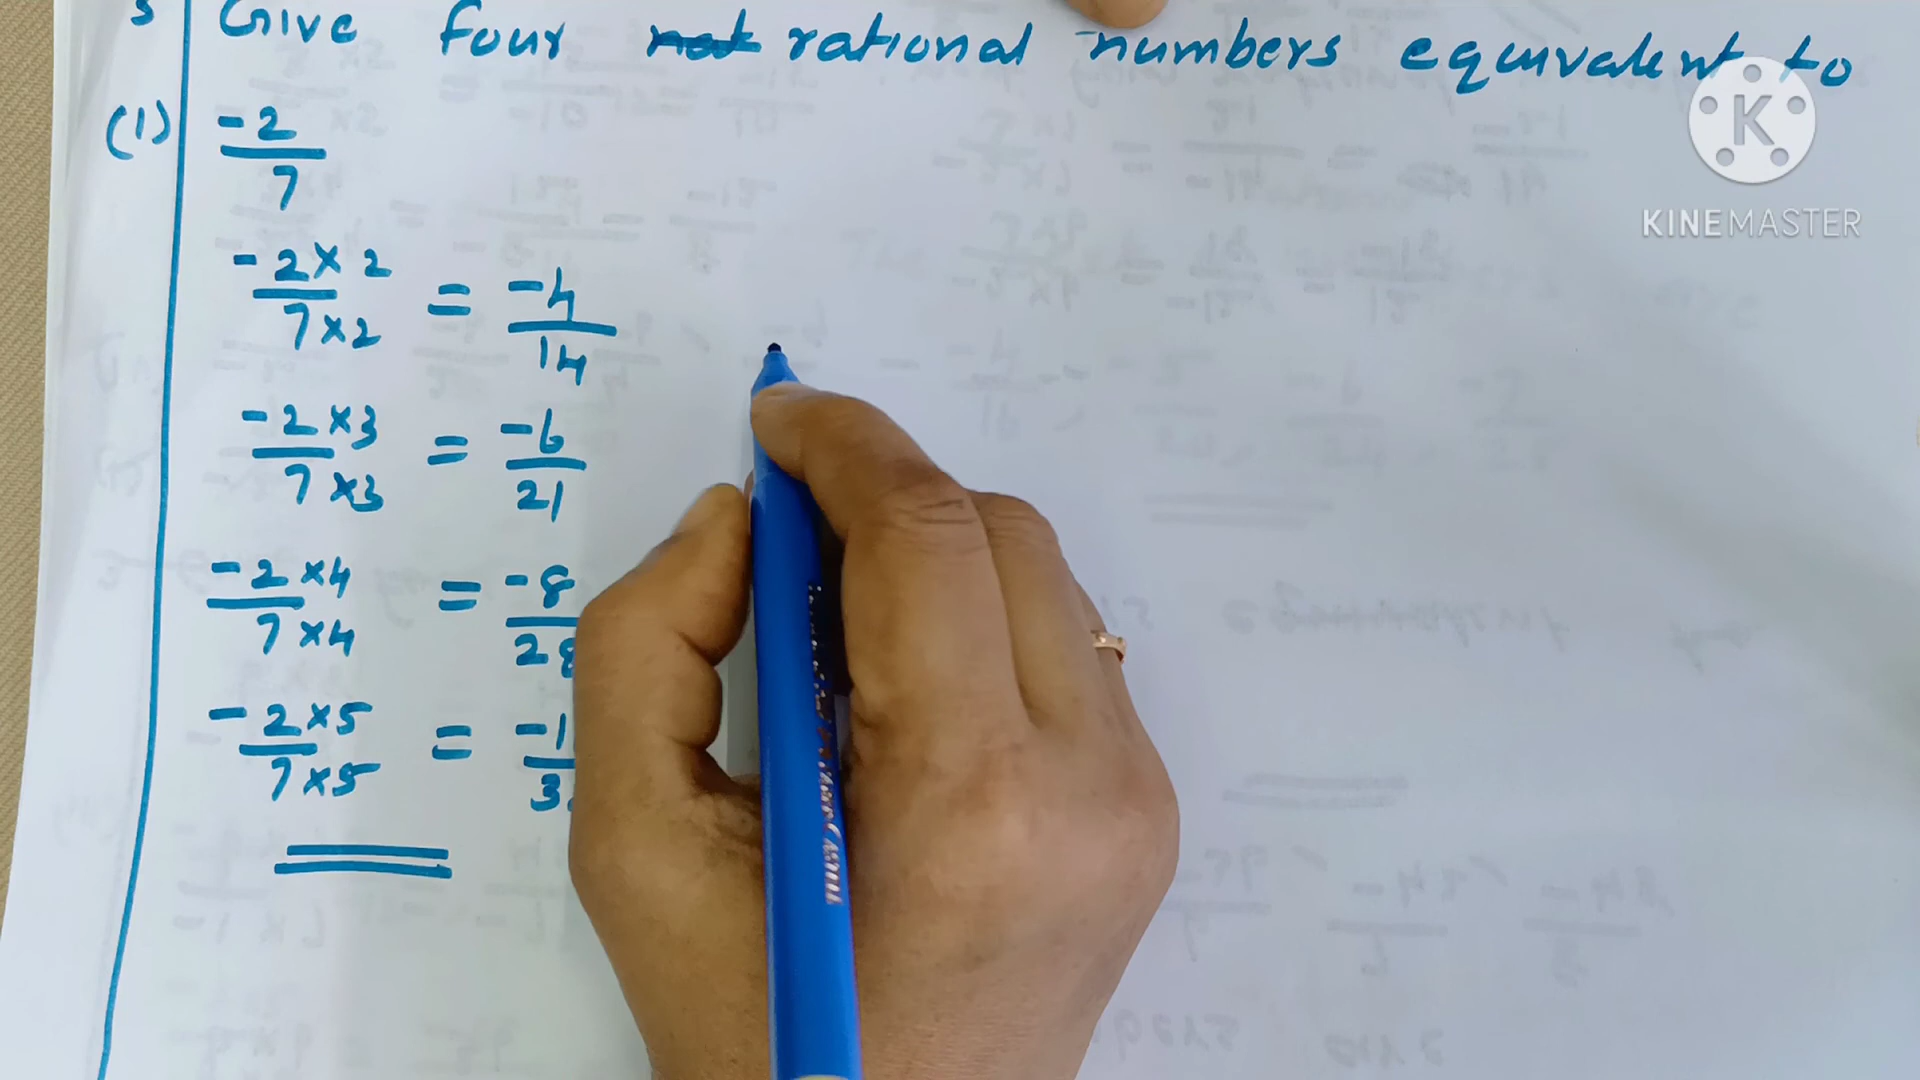 Give four rational numbers equivalent to
(1) -2
7
K
KINEMASTER
-2×2 = -4
7×2 14
-2×3 = -6
7×3 21
-2×4 = -8
7×4 28
-2×5 =
7×5